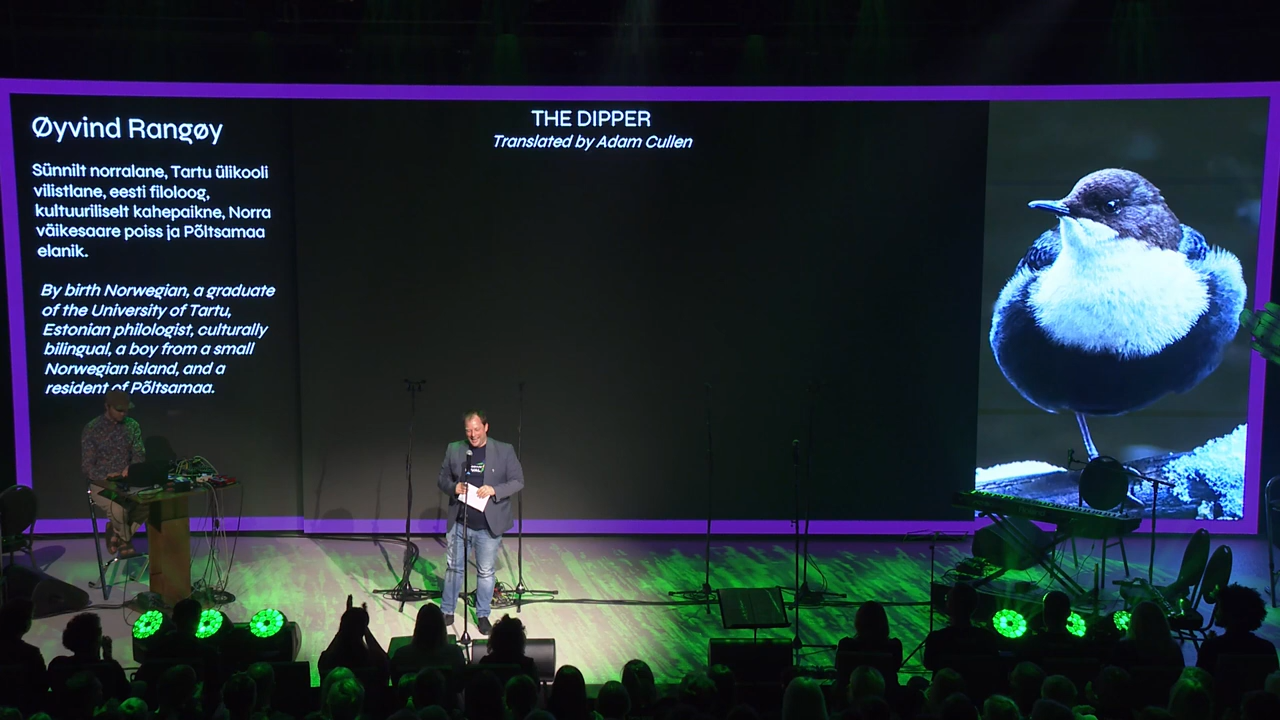 Øyvind Rangøy
Sünnilt norralane, Tartu ülikooli
vilistlane, eesti filoloog,
kultuuriliselt kahepaikne, Norra
väikesaare poiss ja Põltsamaa
elanik.
By birth Norwegian, a graduate
of the University of Tartu,
Estonian philologist, culturally
bilingual, a boy from a small
Norwegian island, and a
resident of Põltsamaa.
THE DIPPER
Translated by Adam Cullen